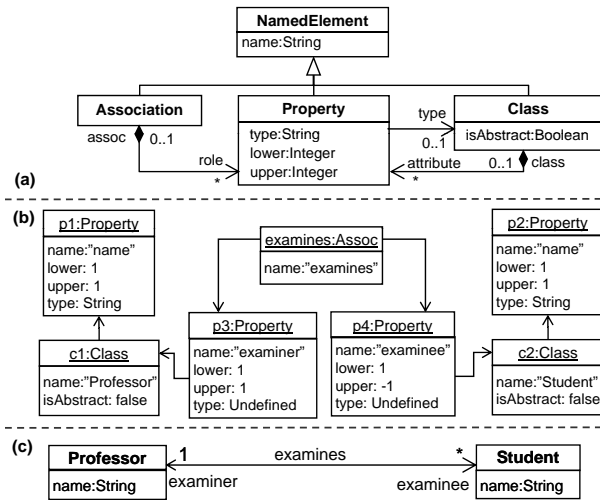 NamedElement
name:String
Association
Property
type
Class
assoc
0..1
type:String
lower:Integer
upper:Integer
0..1
isAbstract:Boolean
role
*
attribute
*
0..1
class
(a)
(b)
p1:Property
name:"name"
lower: 1
upper: 1
type: String
examines:Assoc
name:"examines"
p2:Property
name:"name"
lower: 1
upper: 1
type: String
p3:Property
name:"examiner"
lower: 1
upper: 1
type: Undefined
p4:Property
name:"examinee"
lower: 1
upper: -1
type: Undefined
c1:Class
name:"Professor"
isAbstract: false
c2:Class
name:"Student"
isAbstract: false
(c)
Professor
name:String
1
examines
*
examiner
examinee
Student
name:String